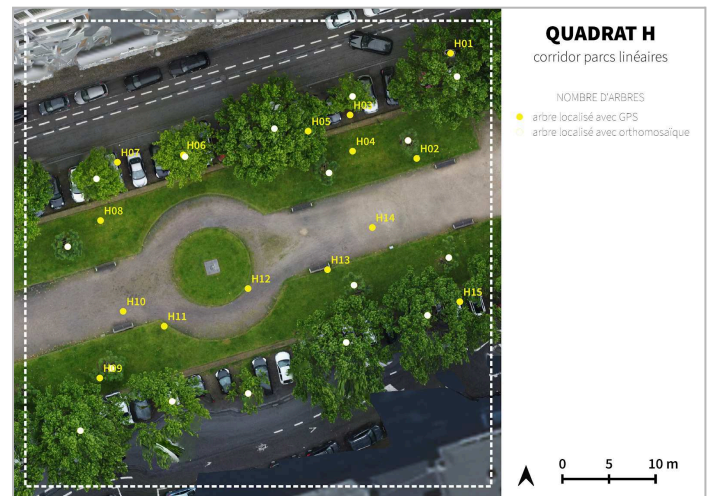 QUADRAT H
corridor parcs linéaires
NOMBRE D'ARBRES
arbre localisé avec GPS
arbre localisé avec orthomosaïque
H01
H03
H05
H04
H02
H06
H07
H08
H14
H13
H12
H15
H10
H11
H09
0 5 10 m